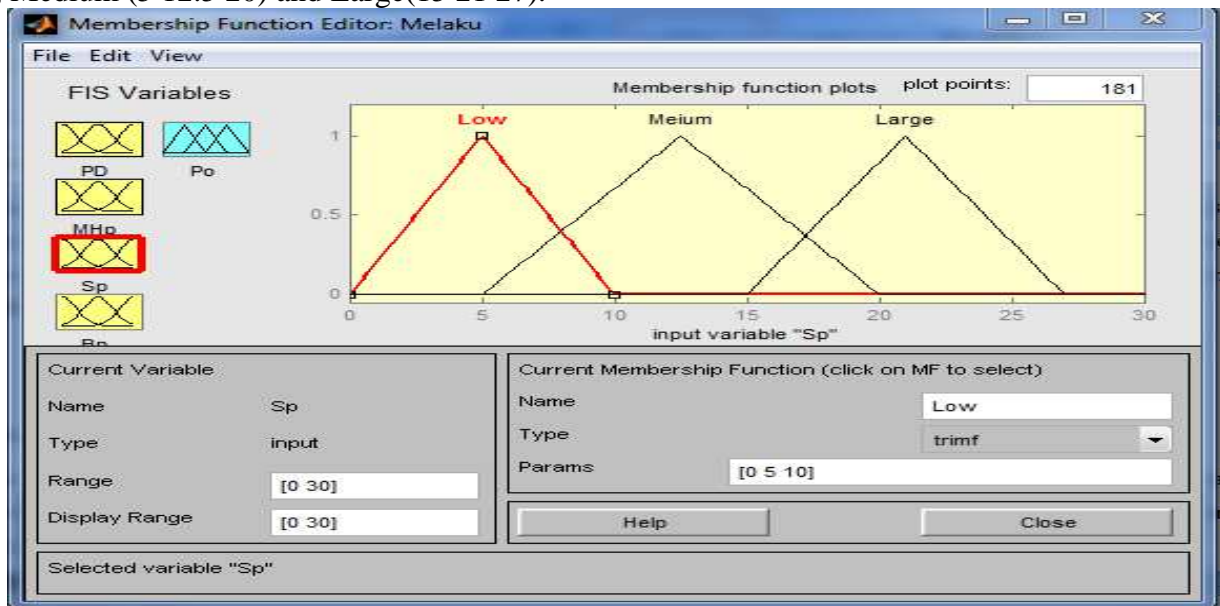 Medium (5 12.5 20) and Large(15 21 27).
Membership Function Editor: Melaku
File Edit View
FIS Variables
Membership function plots plot points: 181
PD Po
MHp
Sp
Low Meium Large
1
0.5
0
0 5 10 15 20 25 30
input variable "Sp"
Current Variable
Name Sp
Type input
Range [0 30]
Display Range [0 30]
Current Membership Function (click on MF to select)
Name Low
Type trimf
Params [0 5 10]
Help Close
Selected variable "Sp"